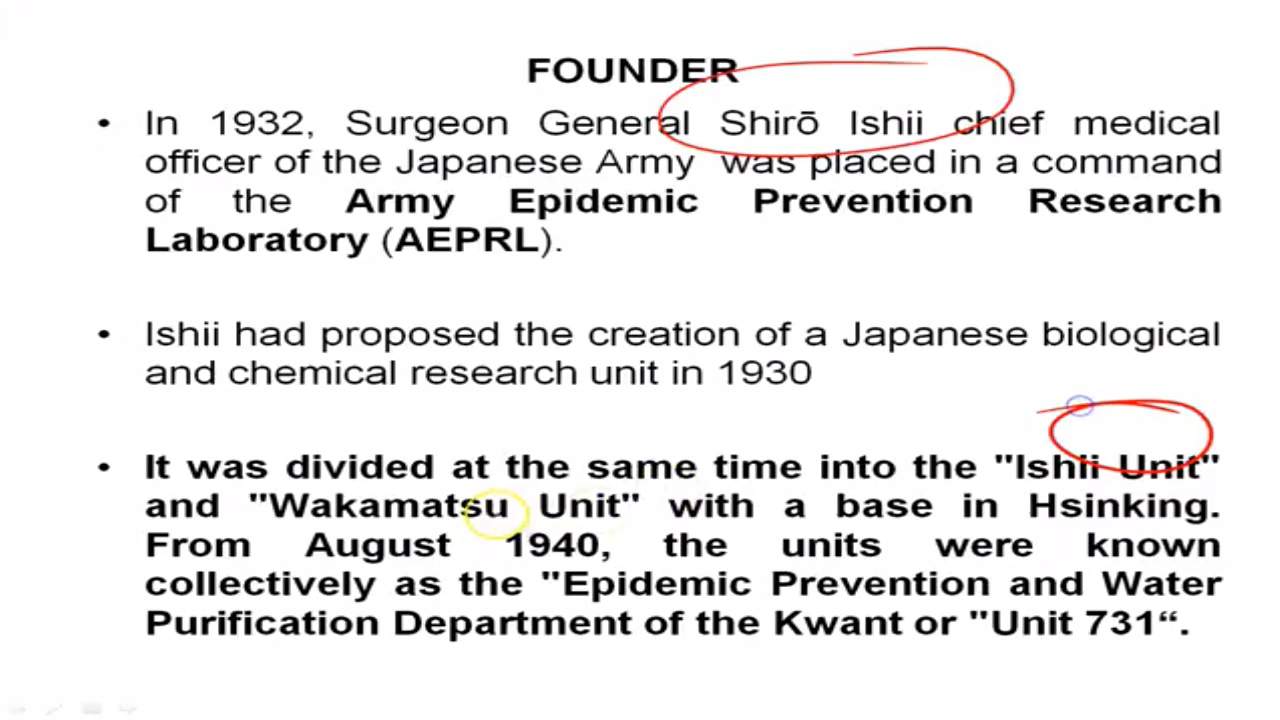 FOUNDER
• In 1932, Surgeon General Shirō Ishii chief medical
officer of the Japanese Army was placed in a command
of the Army Epidemic Prevention Research
Laboratory (AEPRL).
• Ishii had proposed the creation of a Japanese biological
and chemical research unit in 1930
• It was divided at the same time into the "Ishii Unit"
and "Wakamatsu Unit" with a base in Hsinking.
From August 1940, the units were known
collectively as the "Epidemic Prevention and Water
Purification Department of the Kwant or "Unit 731“.